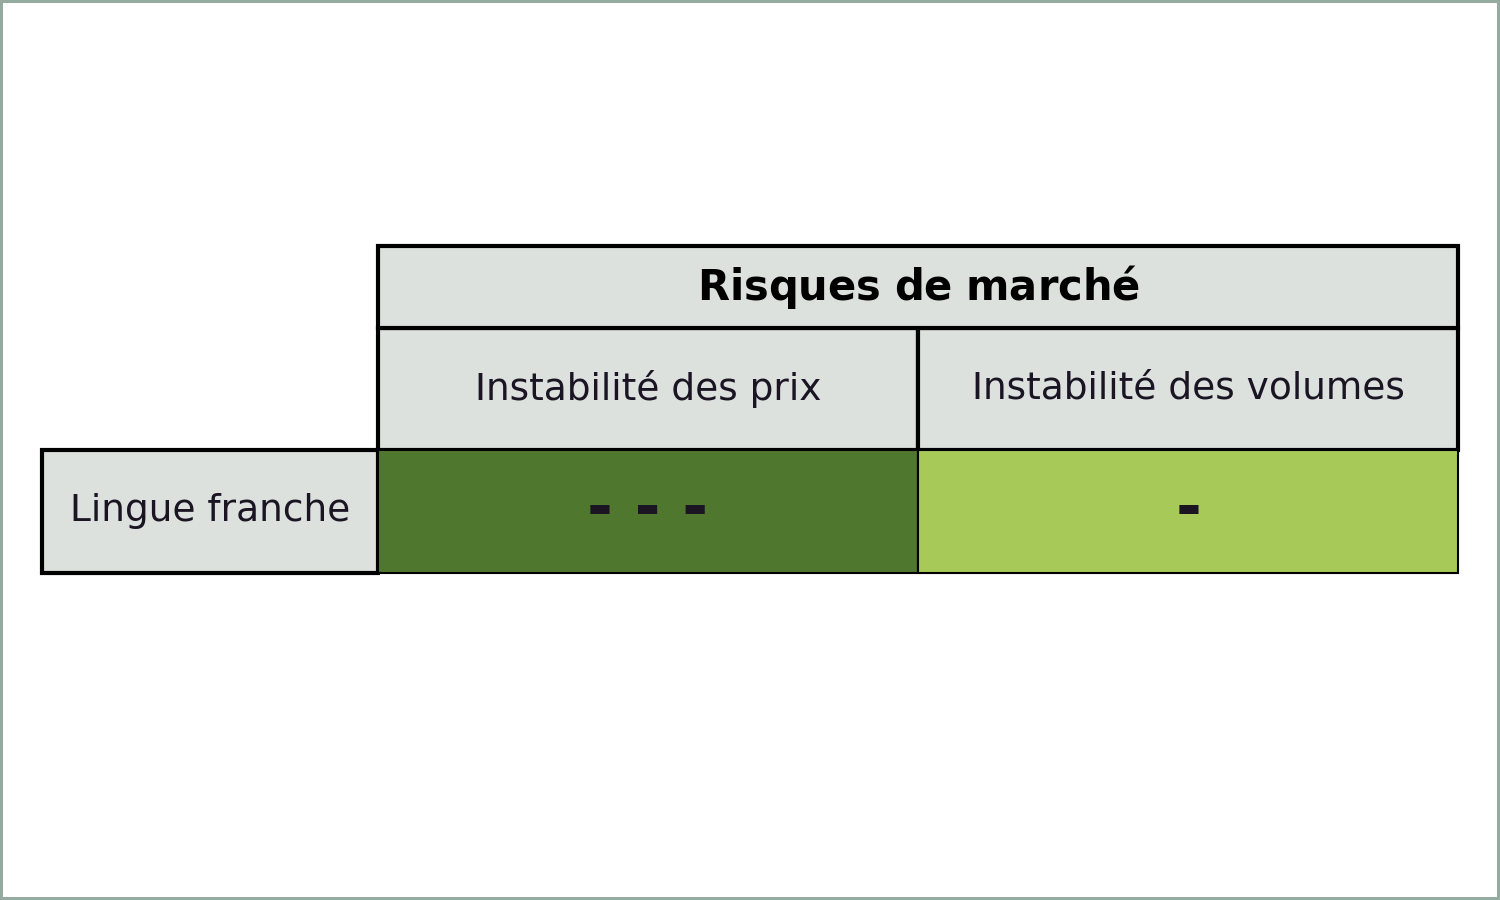 Risques de marché
Instabilité des prix
Instabilité des volumes
Lingue franche
- - -
-